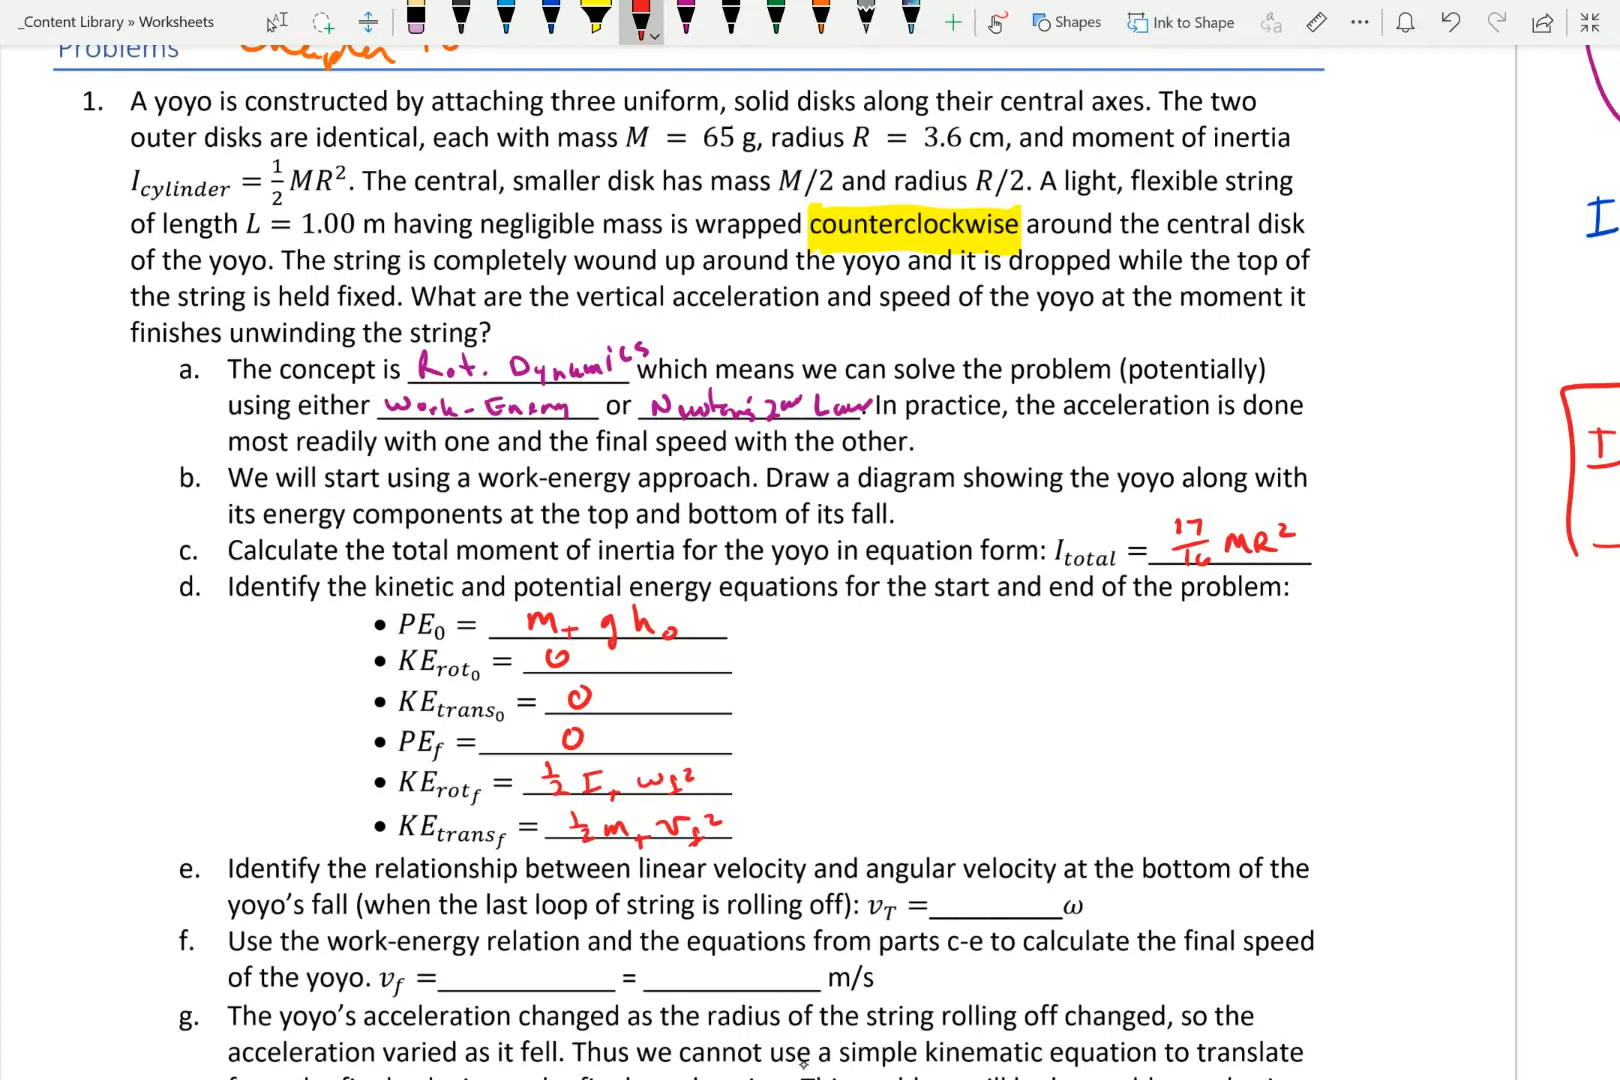 _Content Library » Worksheets
Shapes
Ink to Shape
Problems Chapter 10
1. A yoyo is constructed by attaching three uniform, solid disks along their central axes. The two
outer disks are identical, each with mass M = 65 g, radius R = 3.6 cm, and moment of inertia
I_cylinder = 1/2 MR². The central, smaller disk has mass M/2 and radius R/2. A light, flexible string
of length L = 1.00 m having negligible mass is wrapped counterclockwise around the central disk
of the yoyo. The string is completely wound up around the yoyo and it is dropped while the top of
the string is held fixed. What are the vertical acceleration and speed of the yoyo at the moment it
finishes unwinding the string?
a. The concept is Rot. Dynamics which means we can solve the problem (potentially)
using either Work-Energy or Newton's 2nd Law. In practice, the acceleration is done
most readily with one and the final speed with the other.
b. We will start using a work-energy approach. Draw a diagram showing the yoyo along with
its energy components at the top and bottom of its fall.
c. Calculate the total moment of inertia for the yoyo in equation form: I_total = 17/16 MR²
d. Identify the kinetic and potential energy equations for the start and end of the problem:
• PE₀ = m_T g h₀
• KE_rot₀ = 0
• KE_trans₀ = 0
• PE_f = 0
• KE_rot_f = 1/2 I_T ω_f²
• KE_trans_f = 1/2 m_T v_f²
e. Identify the relationship between linear velocity and angular velocity at the bottom of the
yoyo's fall (when the last loop of string is rolling off): v_T = __________ω
f. Use the work-energy relation and the equations from parts c-e to calculate the final speed
of the yoyo. v_f = ______________ = ______________ m/s
g. The yoyo's acceleration changed as the radius of the string rolling off changed, so the
acceleration varied as it fell. Thus we cannot use a simple kinematic equation to translate
I
I